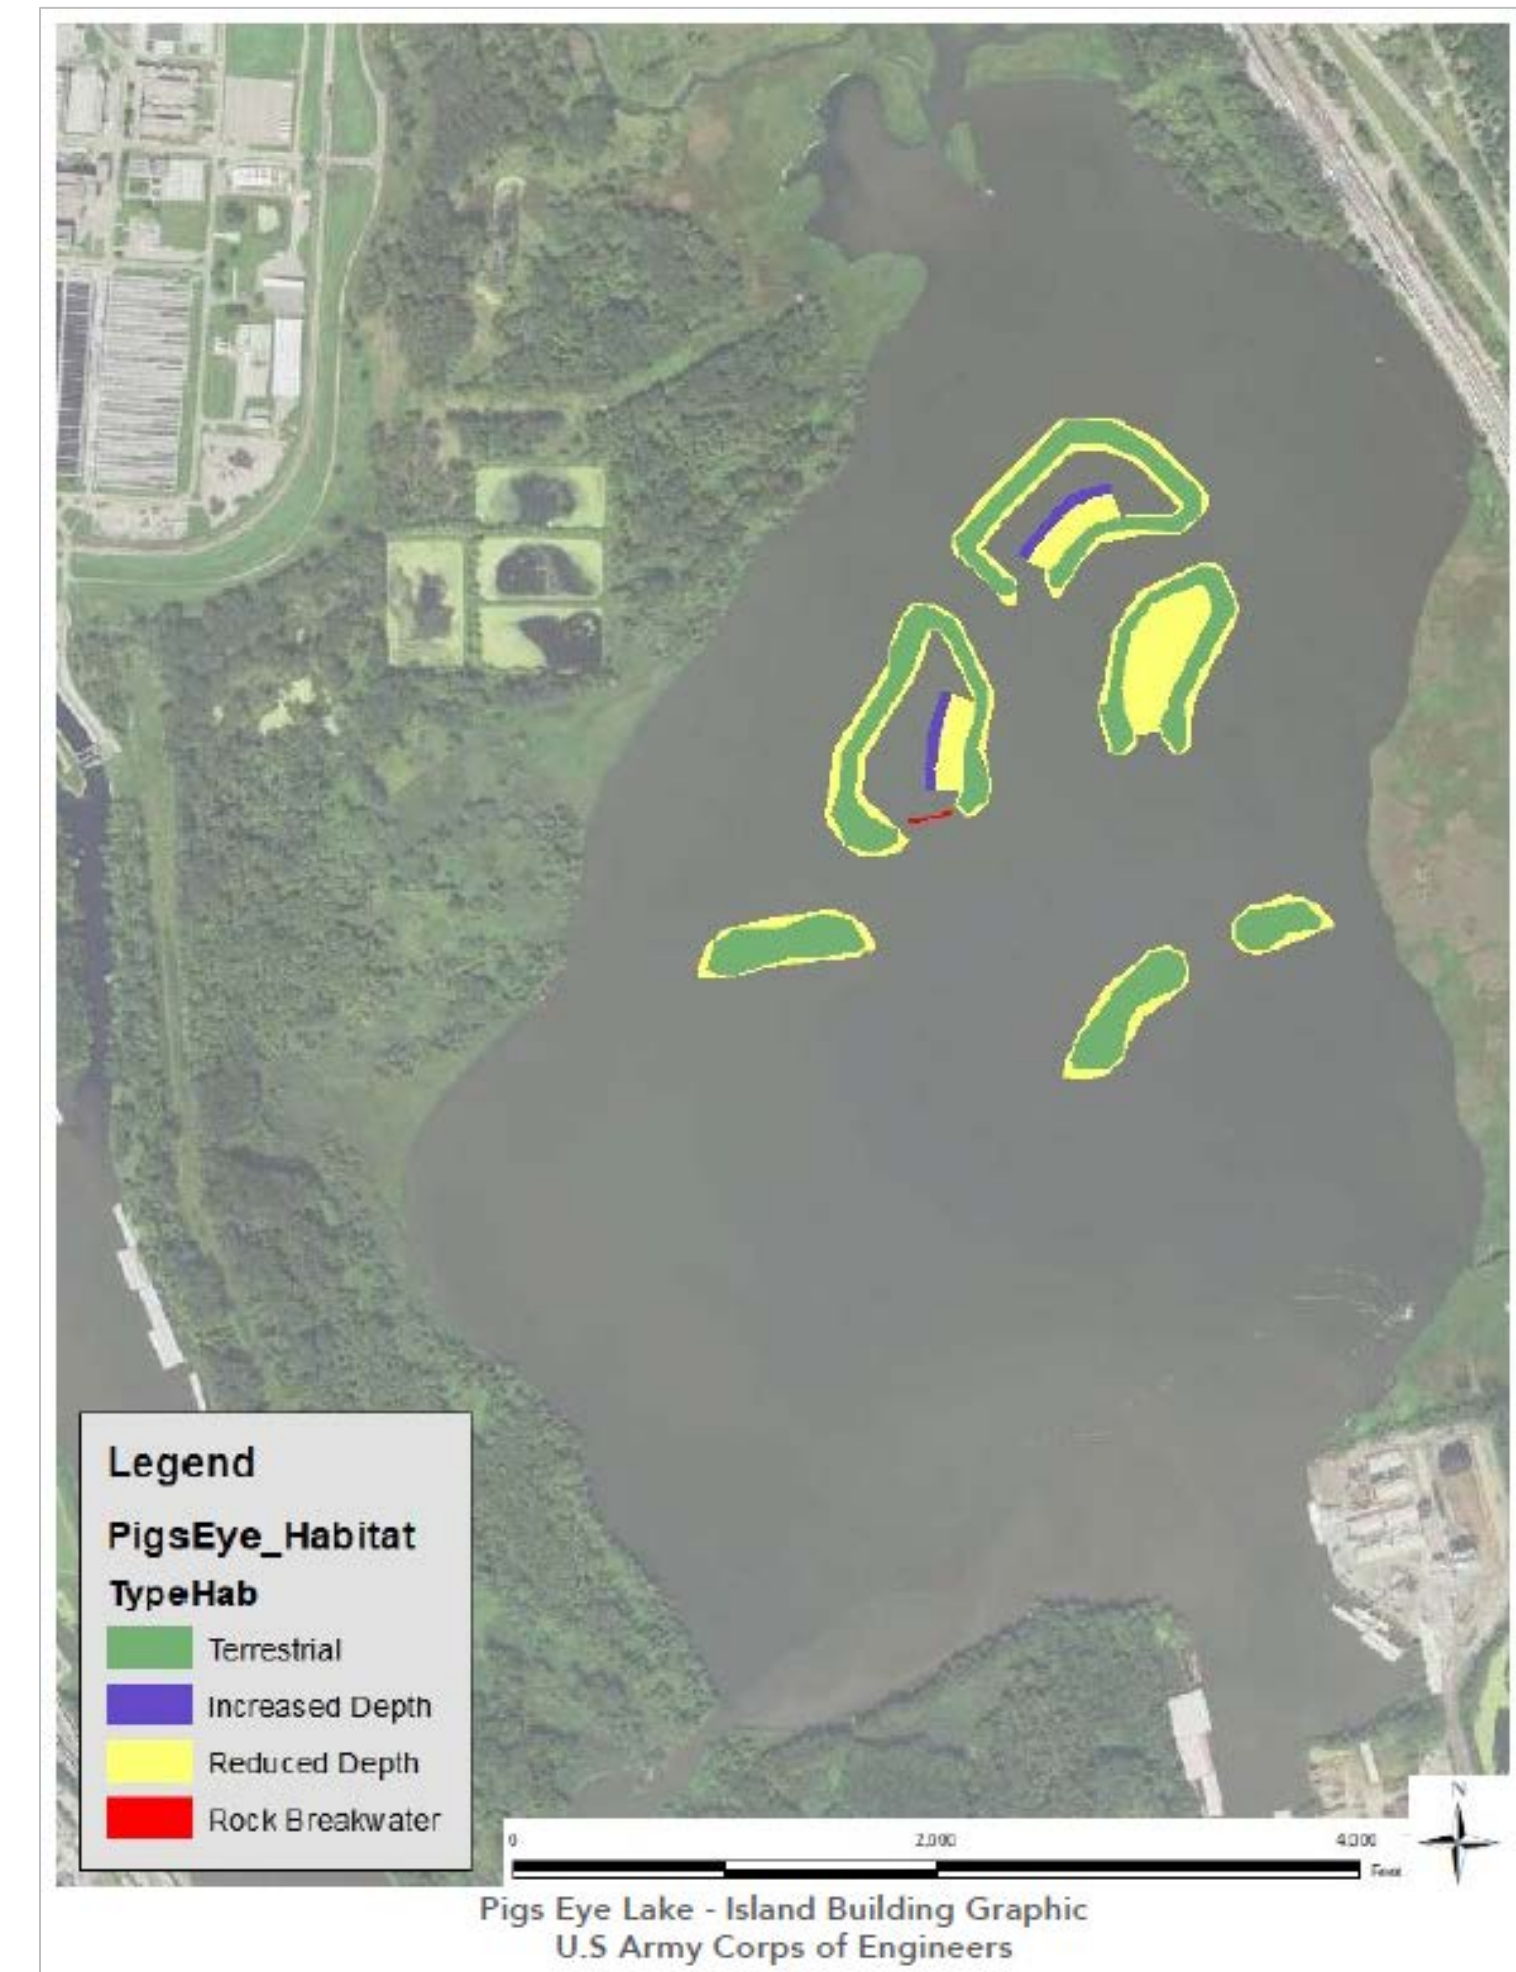 Legend
PigsEye_Habitat
TypeHab
Terrestrial
Increased Depth
Reduced Depth
Rock Breakwater
0 2,000 4,000
Feet
N
Pigs Eye Lake - Island Building Graphic
U.S Army Corps of Engineers